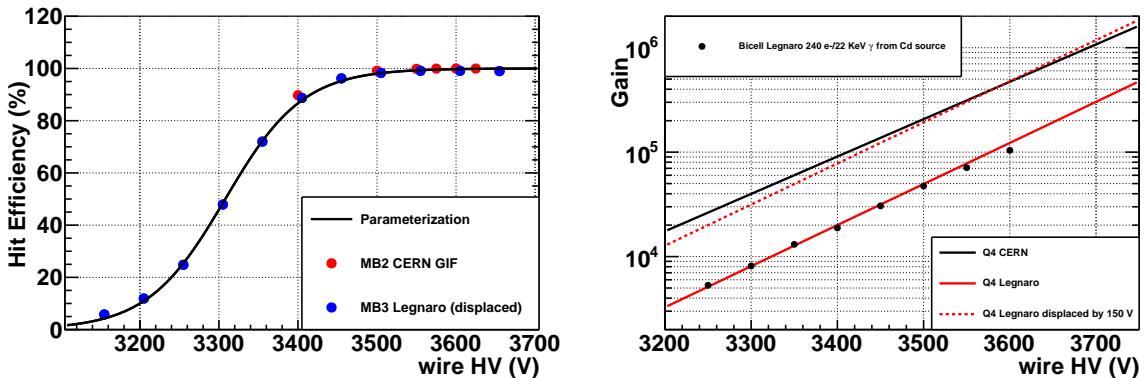 Hit Efficiency (%)
120
100
80
60
40
20
0
Parameterization
MB2 CERN GIF
MB3 Legnaro (displaced)
3200 3300 3400 3500 3600 3700
wire HV (V)
Gain
10^6
10^5
10^4
Bicell Legnaro 240 e-/22 KeV γ from Cd source
Q4 CERN
Q4 Legnaro
Q4 Legnaro displaced by 150 V
3200 3300 3400 3500 3600 3700
wire HV (V)